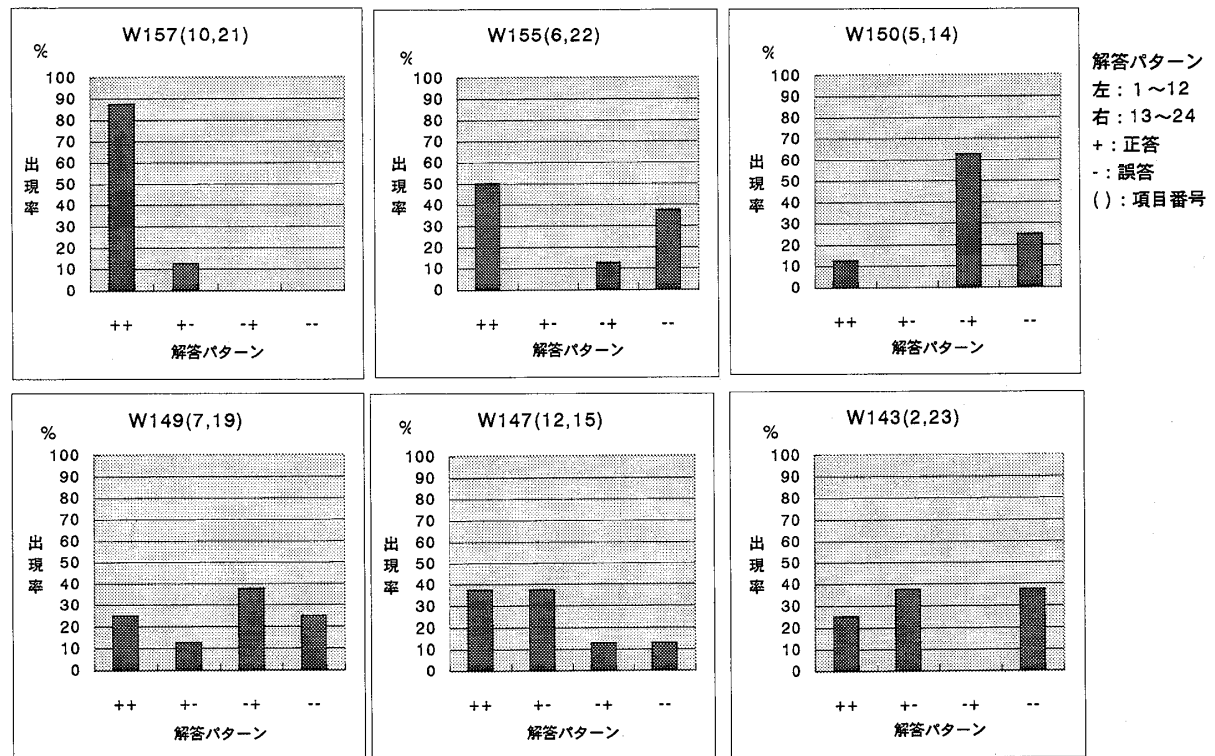 W157(10,21)
%
100
90
80
70
60
50
40
30
20
10
0
出現率
++ +- -+ --
解答パターン
W155(6,22)
%
100
90
80
70
60
50
40
30
20
10
0
出現率
++ +- -+ --
解答パターン
W150(5,14)
%
100
90
80
70
60
50
40
30
20
10
0
出現率
++ +- -+ --
解答パターン
解答パターン
左：1～12
右：13～24
+：正答
-：誤答
( )：項目番号
W149(7,19)
%
100
90
80
70
60
50
40
30
20
10
0
出現率
++ +- -+ --
解答パターン
W147(12,15)
%
100
90
80
70
60
50
40
30
20
10
0
出現率
++ +- -+ --
解答パターン
W143(2,23)
%
100
90
80
70
60
50
40
30
20
10
0
出現率
++ +- -+ --
解答パターン